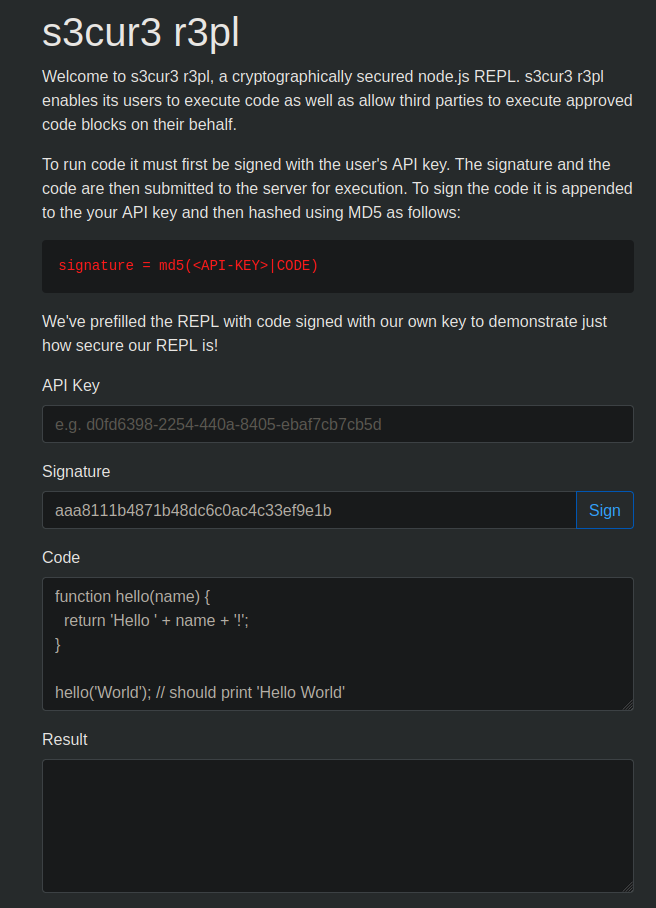 s3cur3 r3pl
Welcome to s3cur3 r3pl, a cryptographically secured node.js REPL. s3cur3 r3pl
enables its users to execute code as well as allow third parties to execute approved
code blocks on their behalf.
To run code it must first be signed with the user's API key. The signature and the
code are then submitted to the server for execution. To sign the code it is appended
to the your API key and then hashed using MD5 as follows:
signature = md5(<API-KEY>|CODE)
We've prefilled the REPL with code signed with our own key to demonstrate just
how secure our REPL is!
API Key
e.g. d0fd6398-2254-440a-8405-ebaf7cb7cb5d
Signature
aaa8111b4871b48dc6c0ac4c33ef9e1b
Sign
Code
function hello(name) {
  return 'Hello ' + name + '!';
}
hello('World'); // should print 'Hello World'
Result